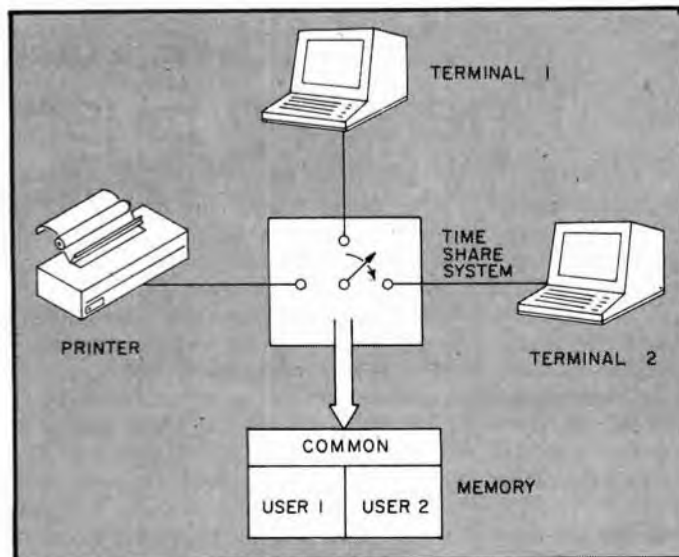 TERMINAL 1
TIME
SHARE
SYSTEM
PRINTER
TERMINAL 2
COMMON
USER 1
USER 2
MEMORY